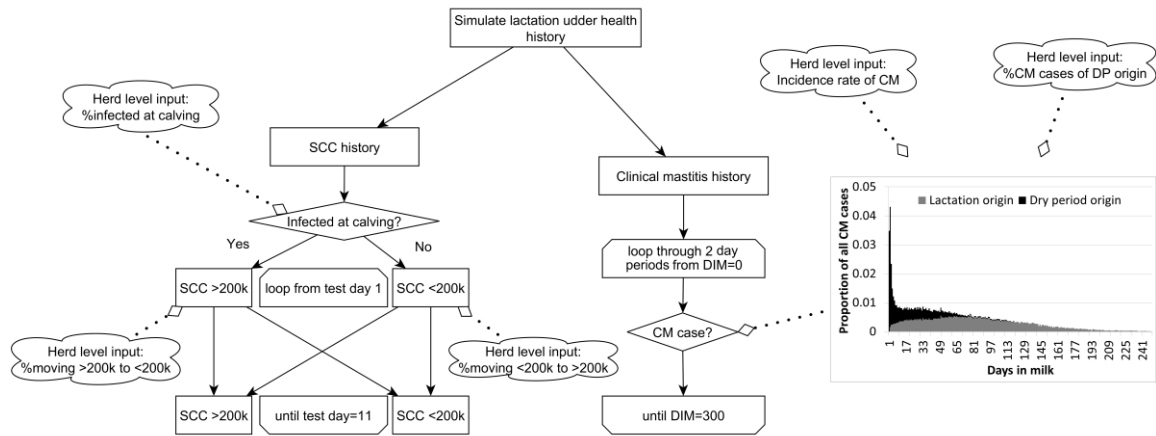 Simulate lactation udder health
history
Herd level input:
Incidence rate of CM
Herd level input:
%CM cases of DP origin
Herd level input:
%infected at calving
SCC history
Clinical mastitis history
Infected at calving?
Yes
No
loop through 2 day
periods from DIM=0
SCC >200k
loop from test day 1
SCC <200k
CM case?
Herd level input:
%moving >200k to <200k
Herd level input:
%moving <200k to >200k
SCC >200k
until test day=11
SCC <200k
until DIM=300
Proportion of all CM cases
0.05
0.04
0.03
0.02
0.01
0
Lactation origin
Dry period origin
1 17 33 49 65 81 97 113 129 145 161 177 193 209 225 241
Days in milk